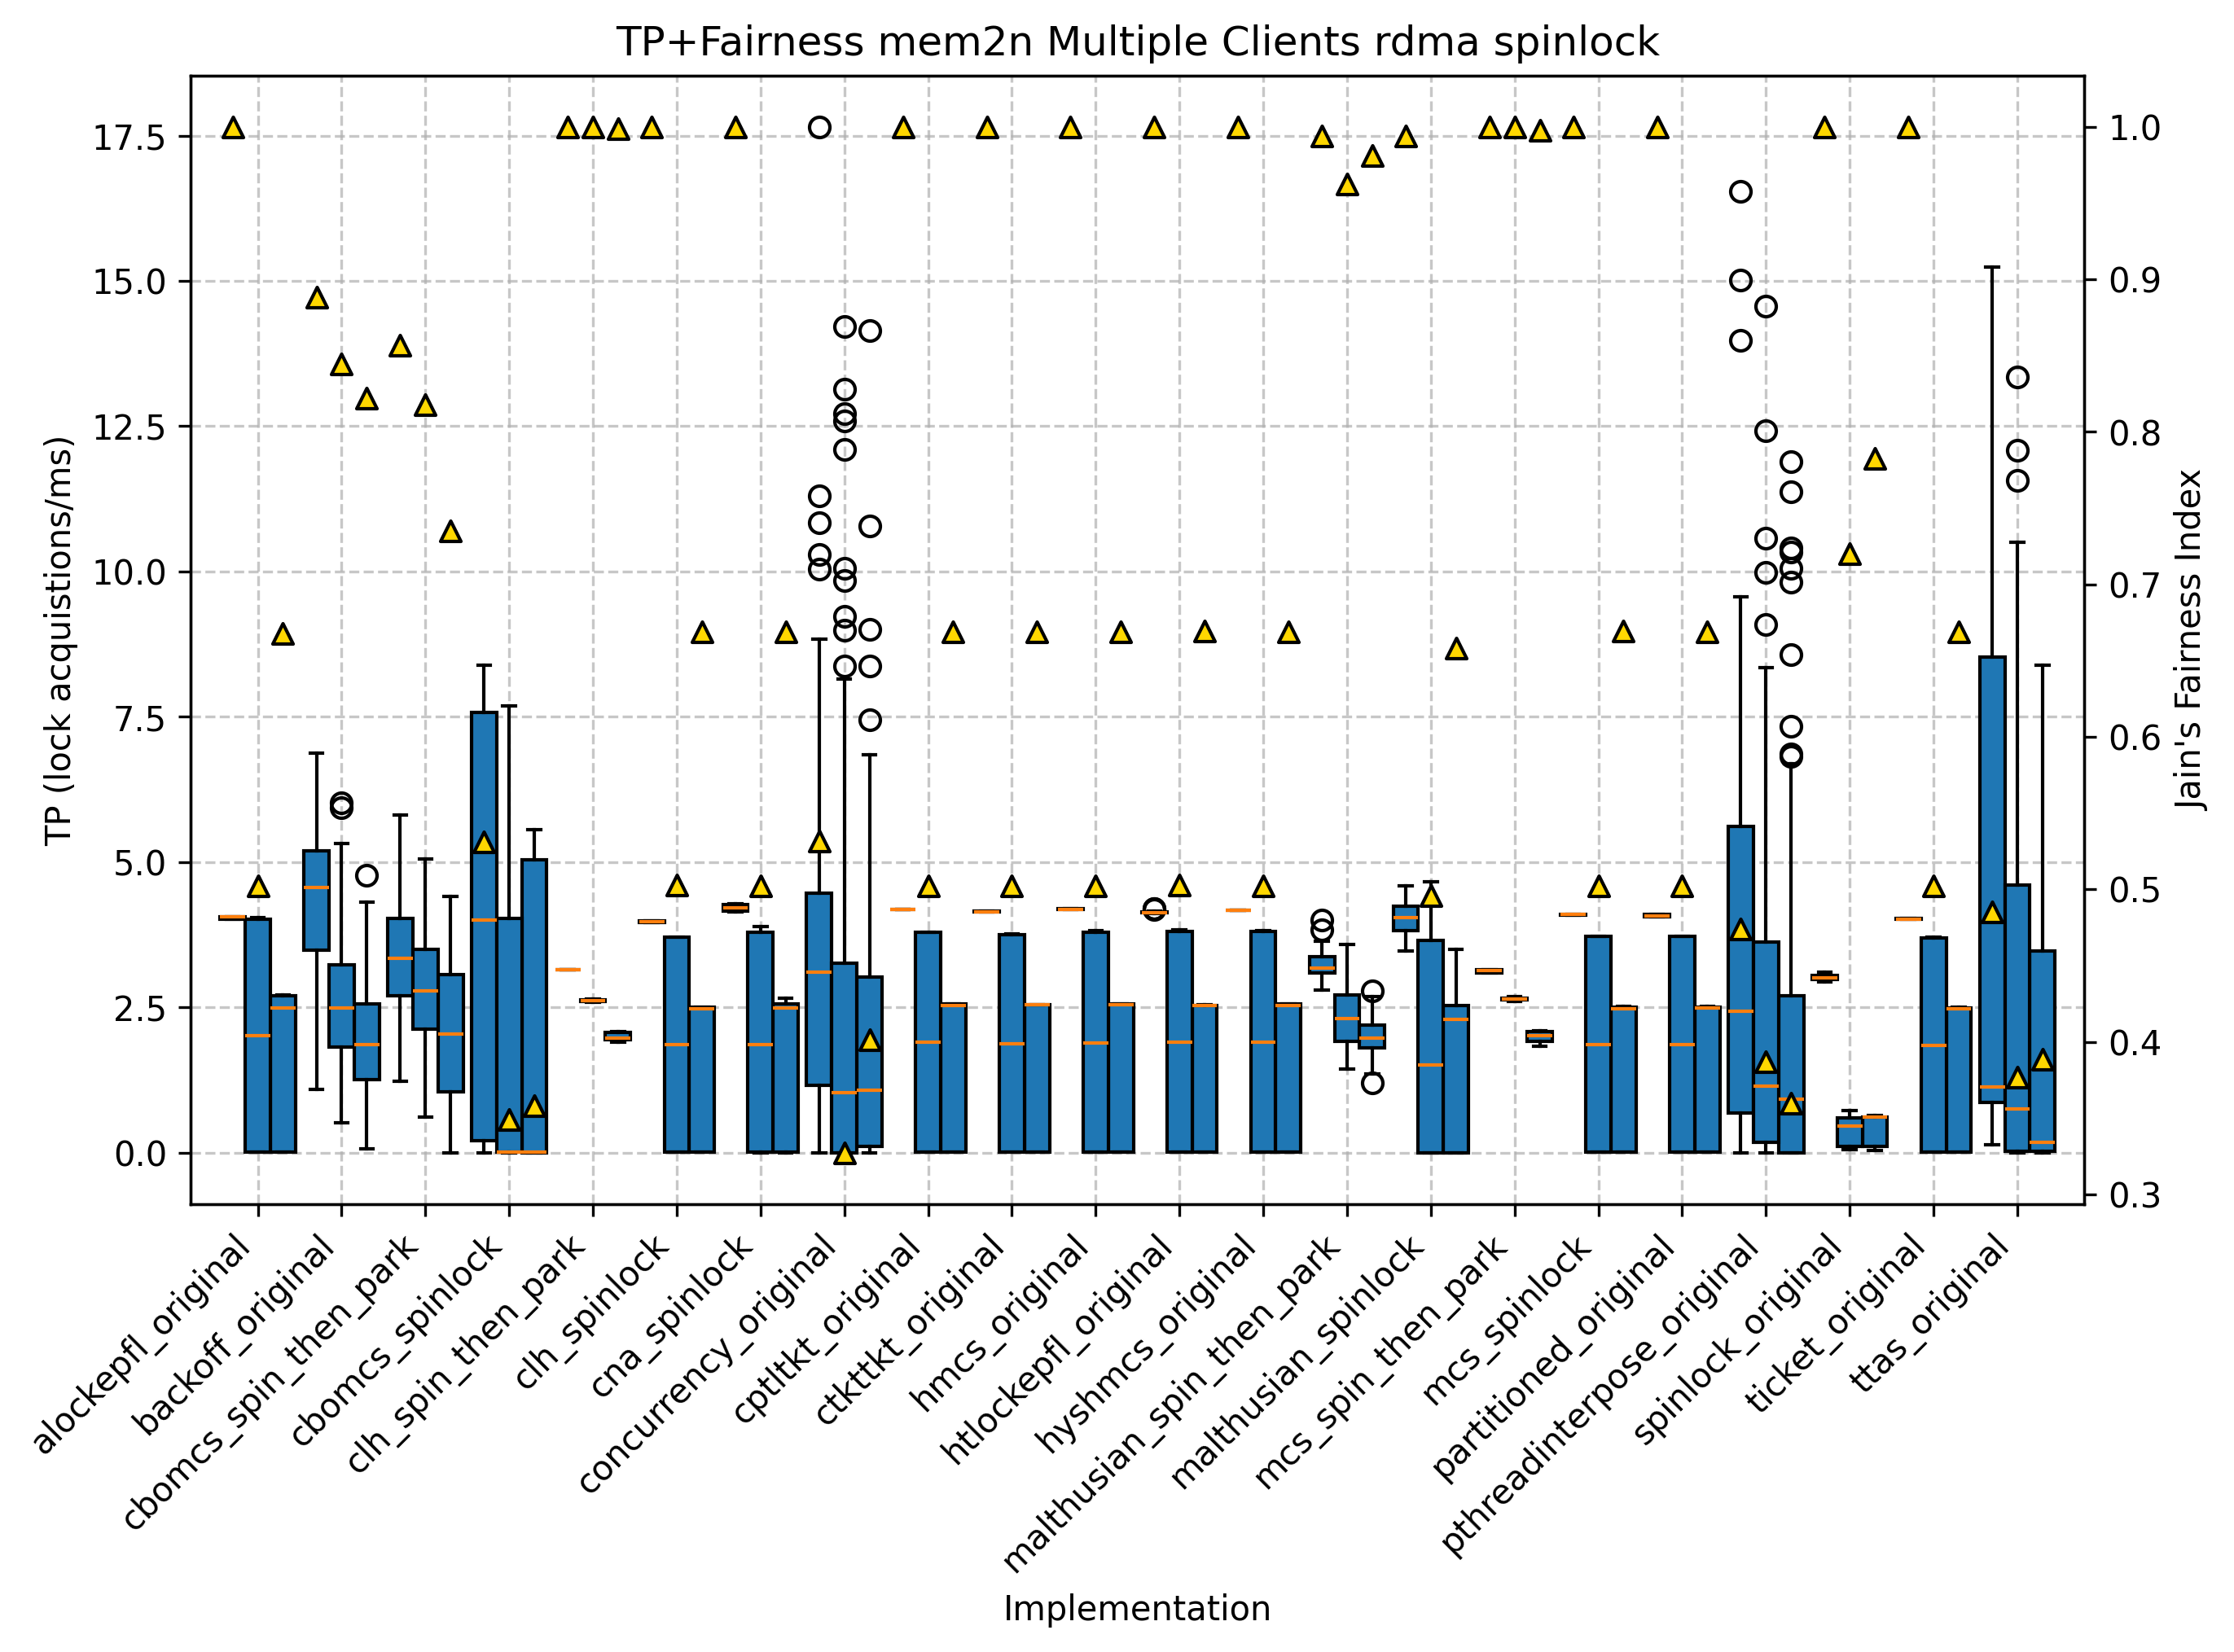 TP+Fairness mem2n Multiple Clients rdma spinlock
TP (lock acquistions/ms)
17.5
15.0
12.5
10.0
7.5
5.0
2.5
0.0
1.0
0.9
0.8
0.7
0.6
0.5
0.4
0.3
Jain's Fairness Index
alockepfl_original
backoff_original
cbomcs_spin_then_park
cbomcs_spinlock
clh_spin_then_park
clh_spinlock
cna_spinlock
concurrency_original
cptltkt_original
ctkttkt_original
hmcs_original
htlockepfl_original
hyshmcs_original
malthusian_spin_then_park
malthusian_spinlock
mcs_spin_then_park
mcs_spinlock
partitioned_original
pthreadinterpose_original
spinlock_original
ticket_original
ttas_original
Implementation